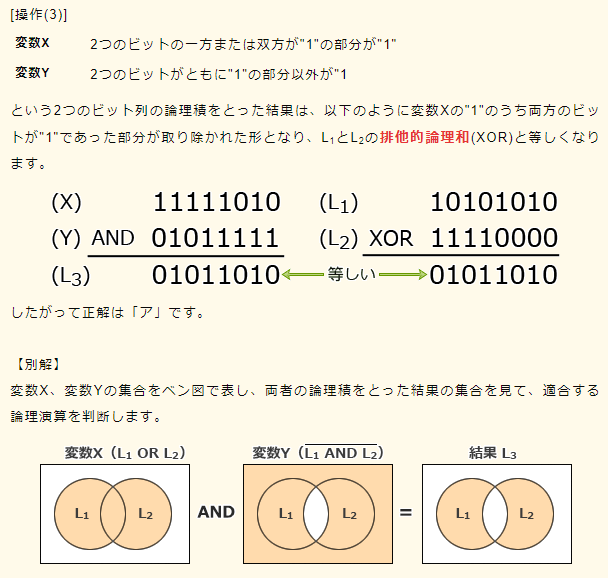 [操作(3)]
変数X 2つのビットの一方または双方が"1"の部分が"1"
変数Y 2つのビットがともに"1"の部分以外が"1
という2つのビット列の論理積をとった結果は、以下のように変数Xの"1"のうち両方のビッ
トが"1"であった部分が取り除かれた形となり、L₁とL₂の排他的論理和(XOR)と等しくなり
ます。
(X) 11111010 (L₁) 10101010
(Y) AND 01011111 (L₂) XOR 11110000
(L₃) 01011010 等しい 01011010
したがって正解は「ア」です。
【別解】
変数X、変数Yの集合をベン図で表し、両者の論理積をとった結果の集合を見て、適合する
論理演算を判断します。
変数X（L₁ OR L₂） 変数Y（L₁ AND L₂） 結果 L₃
L₁ L₂ AND L₁ L₂ = L₁ L₂